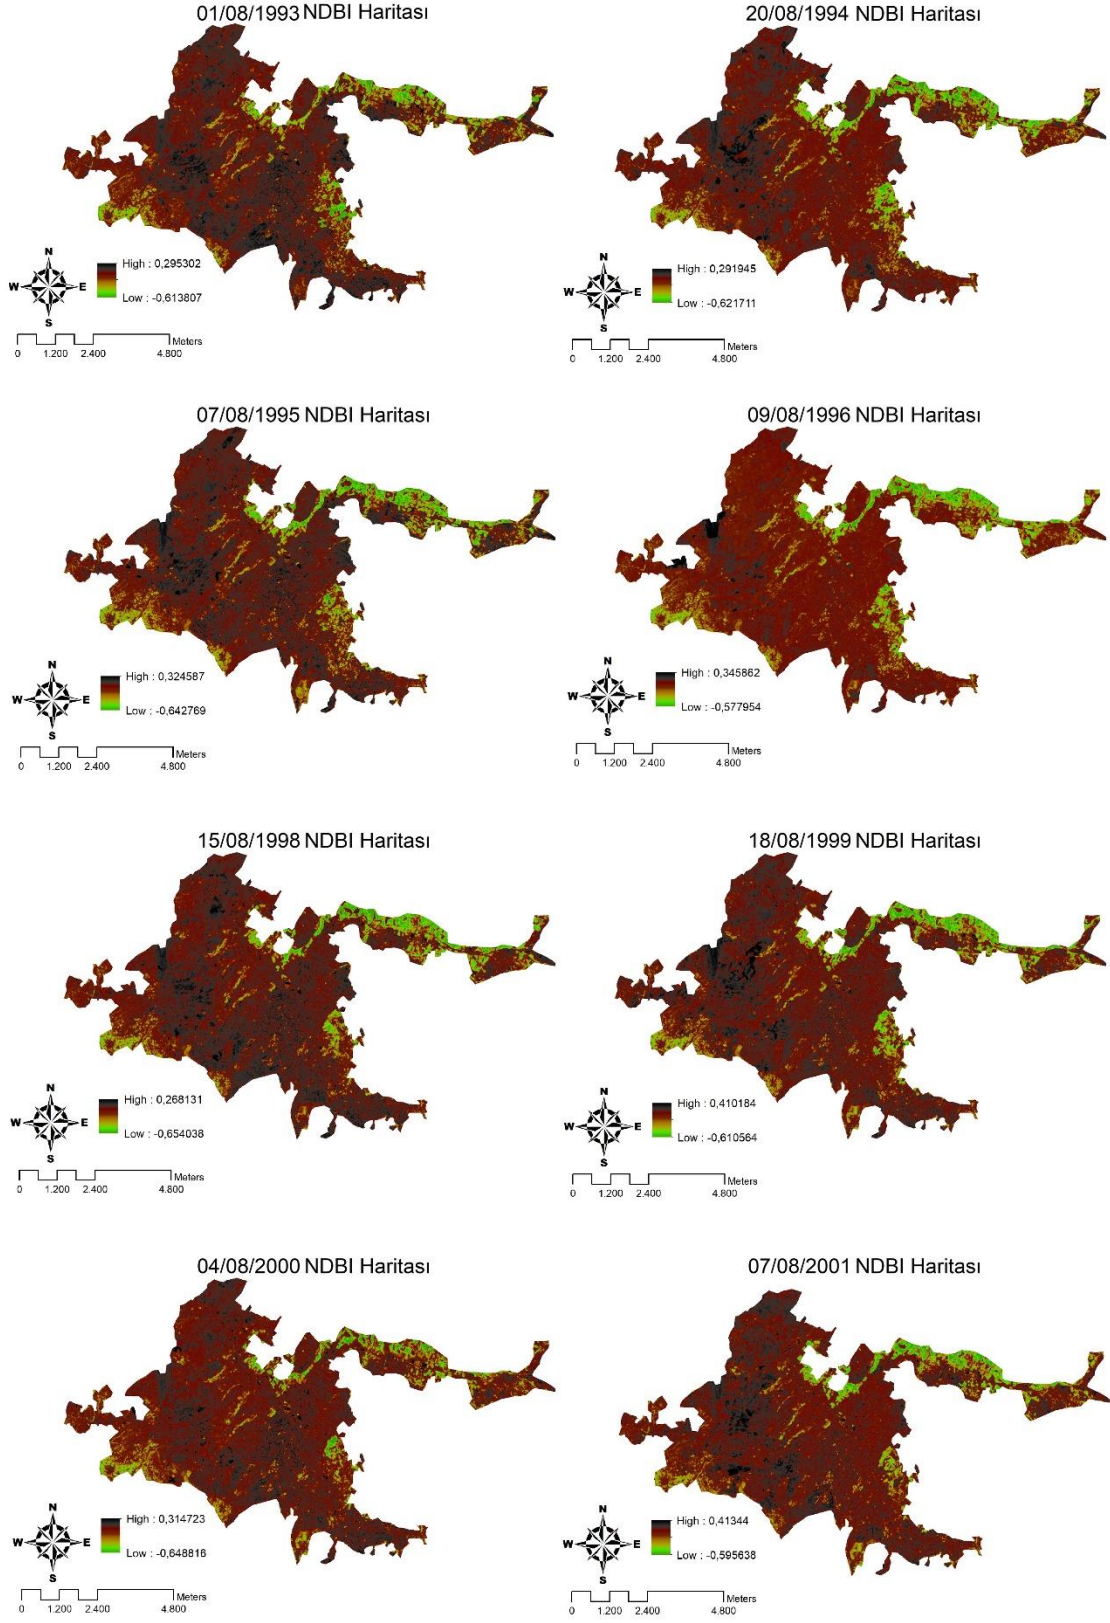 01/08/1993 NDBI Haritası
N
W E
S
High : 0,295302
Low : -0,613807
Meters
0 1.200 2.400 4.800
20/08/1994 NDBI Haritası
N
W E
S
High : 0,291945
Low : -0,621711
Meters
0 1.200 2.400 4.800
07/08/1995 NDBI Haritası
N
W E
S
High : 0,324587
Low : -0,642769
Meters
0 1.200 2.400 4.800
09/08/1996 NDBI Haritası
N
W E
S
High : 0,345862
Low : -0,577954
Meters
0 1.200 2.400 4.800
15/08/1998 NDBI Haritası
N
W E
S
High : 0,268131
Low : -0,654038
Meters
0 1.200 2.400 4.800
18/08/1999 NDBI Haritası
N
W E
S
High : 0,410184
Low : -0,610564
Meters
0 1.200 2.400 4.800
04/08/2000 NDBI Haritası
N
W E
S
High : 0,314723
Low : -0,648816
Meters
0 1.200 2.400 4.800
07/08/2001 NDBI Haritası
N
W E
S
High : 0,41344
Low : -0,595638
Meters
0 1.200 2.400 4.800